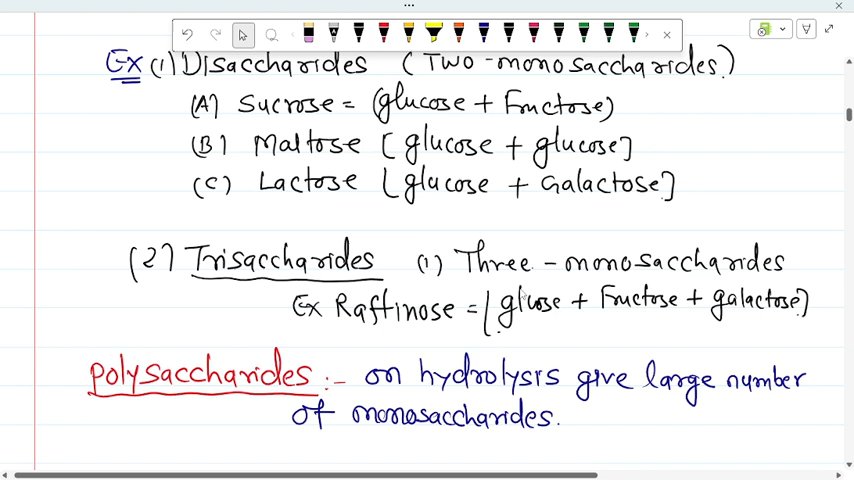 Ex (1) Disaccharides (Two-monosaccharides)
(A) Sucrose = (glucose + Fructose)
(B) Maltose [glucose + glucose]
(C) Lactose [glucose + Galactose]
(2) Trisaccharides (1) Three-monosaccharides
Ex Raffinose = [glucose + Fructose + galactose]
Polysaccharides :- on hydrolysis give large number
of monosaccharides.